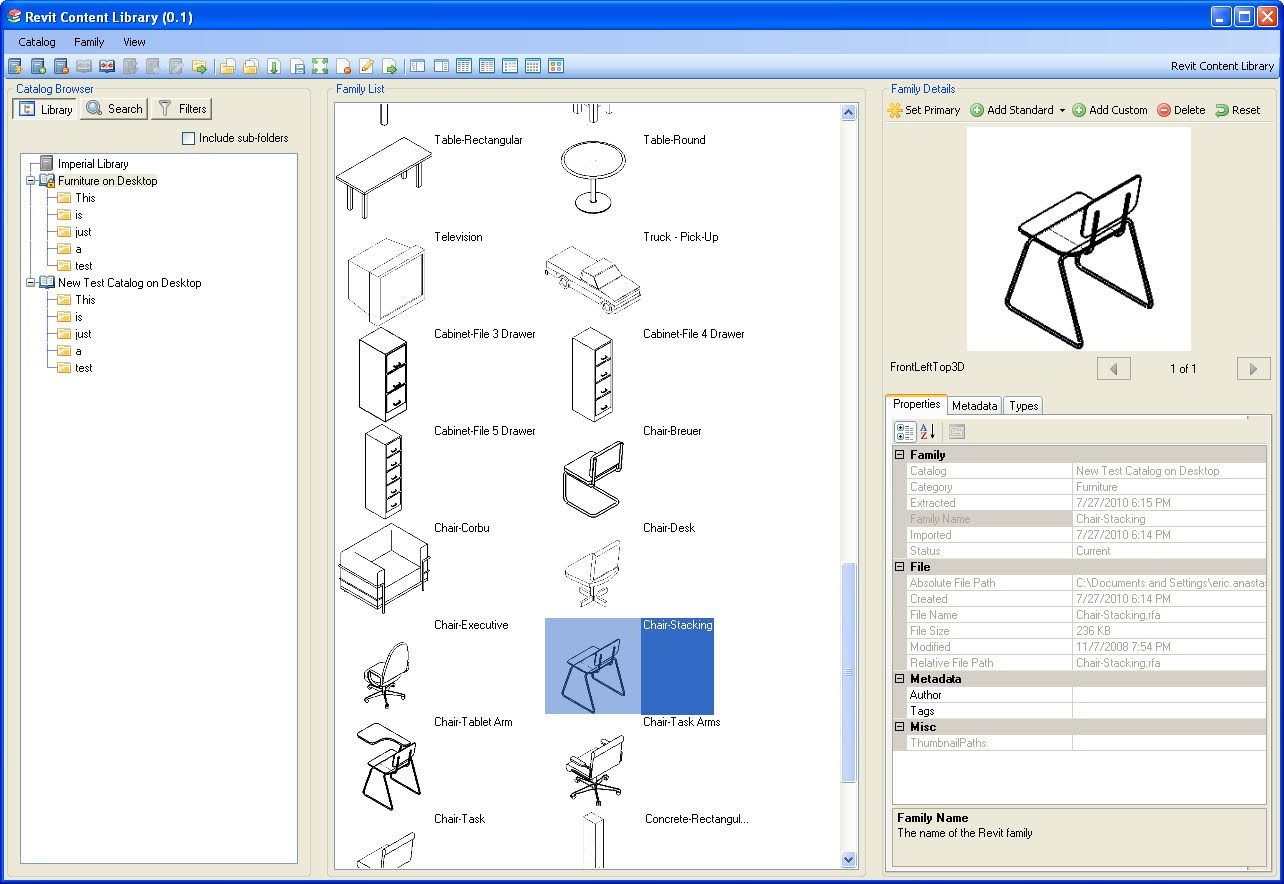 Revit Content Library (0.1)
Catalog Family View
Revit Content Library
Catalog Browser
Library Search Filters
Include sub-folders
Imperial Library
Furniture on Desktop
This
is
just
a
test
New Test Catalog on Desktop
This
is
just
a
test
Family List
Table-Rectangular Table-Round
Television Truck - Pick-Up
Cabinet-File 3 Drawer Cabinet-File 4 Drawer
Cabinet-File 5 Drawer Chair-Breuer
Chair-Corbu Chair-Desk
Chair-Executive Chair-Stacking
Chair-Tablet Arm Chair-Task Arms
Chair-Task Concrete-Rectangul...
Family Details
Set Primary Add Standard Add Custom Delete Reset
FrontLeftTop3D 1 of 1
Properties Metadata Types
Family
Catalog New Test Catalog on Desktop
Category Furniture
Extracted 7/27/2010 6:15 PM
Family Name Chair-Stacking
Imported 7/27/2010 6:14 PM
Status Current
File
Absolute File Path C:\Documents and Settings\eric.anasta
Created 7/27/2010 6:14 PM
File Name Chair-Stacking.rfa
File Size 236 KB
Modified 11/7/2008 7:54 PM
Relative File Path Chair-Stacking.rfa
Metadata
Author
Tags
Misc
ThumbnailPaths
Family Name
The name of the Revit family